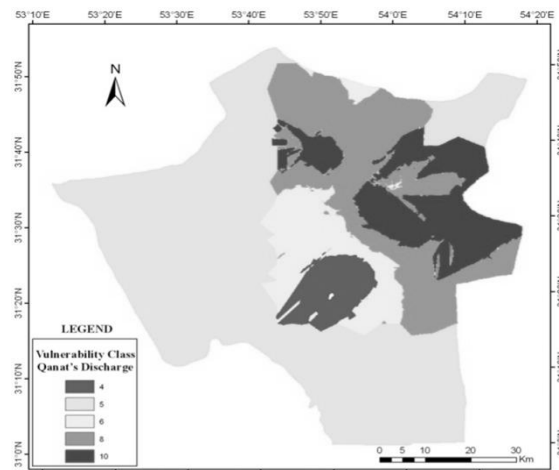 53°10'E 53°20'E 53°30'E 53°40'E 53°50'E 54°0'E 54°10'E 54°20'E
31°50'N
N
31°40'N
31°30'N
31°20'N
31°10'N
31°0'N
LEGEND
Vulnerability Class
Qanat's Discharge
4
5
6
8
10
0 5 10 20 30
Km